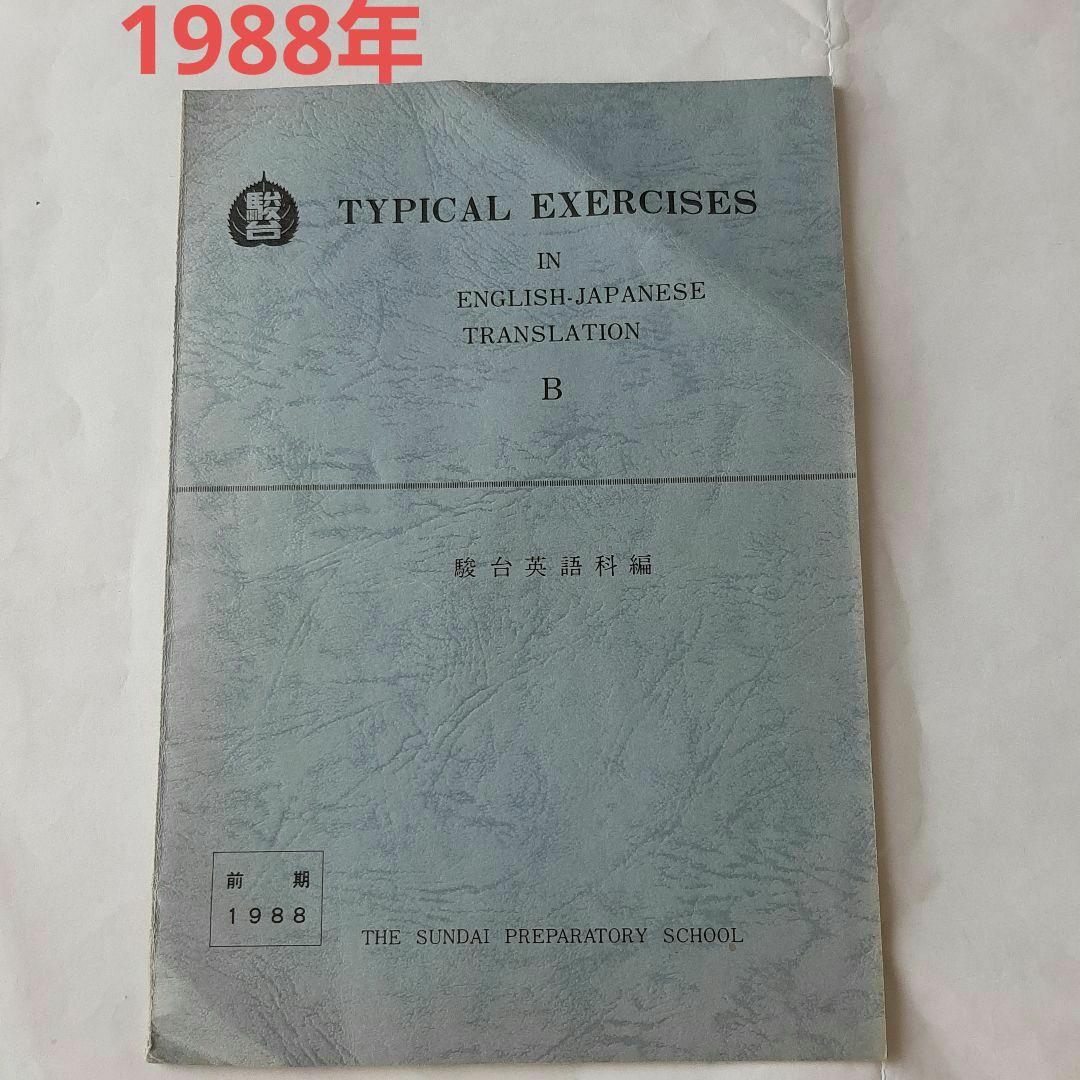 1988年
駿台
TYPICAL EXERCISES
IN
ENGLISH-JAPANESE
TRANSLATION
B
駿台英語科編
前期
1988
THE SUNDAI PREPARATORY SCHOOL